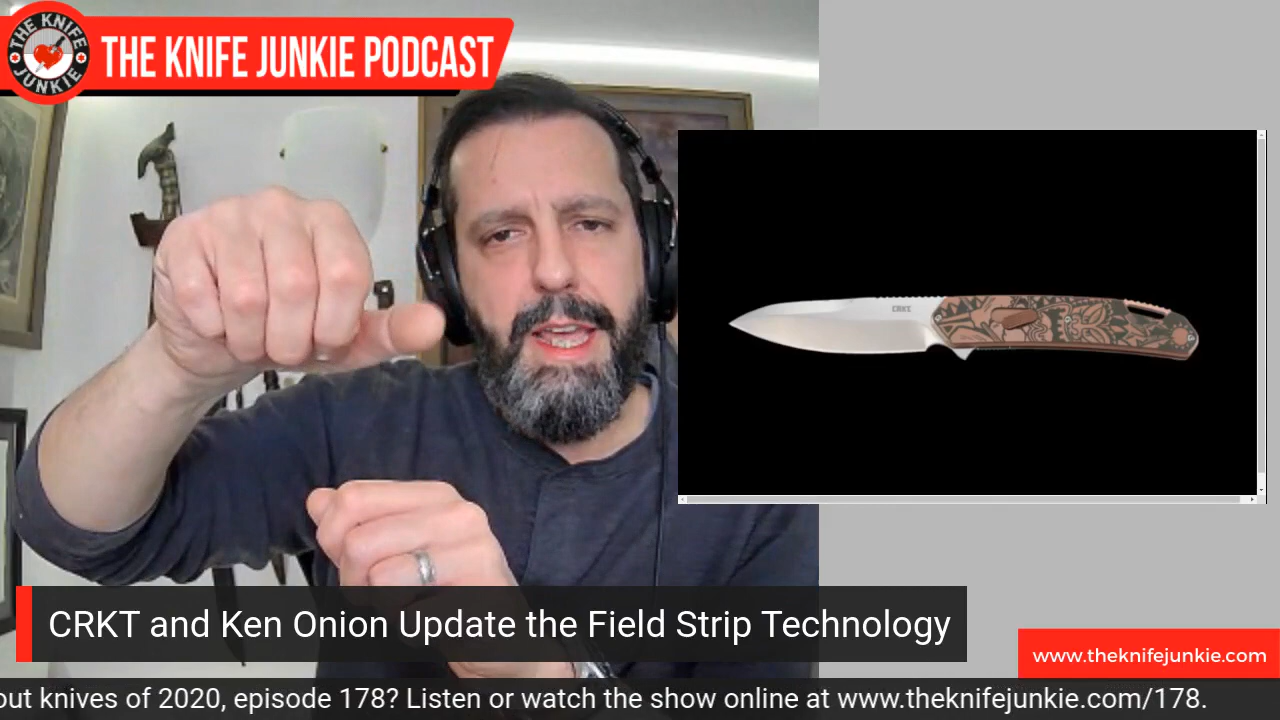 THE KNIFE
JUNKIE
THE KNIFE JUNKIE PODCAST
CRKT
CRKT and Ken Onion Update the Field Strip Technology
www.theknifejunkie.com
out knives of 2020, episode 178? Listen or watch the show online at www.theknifejunkie.com/178.